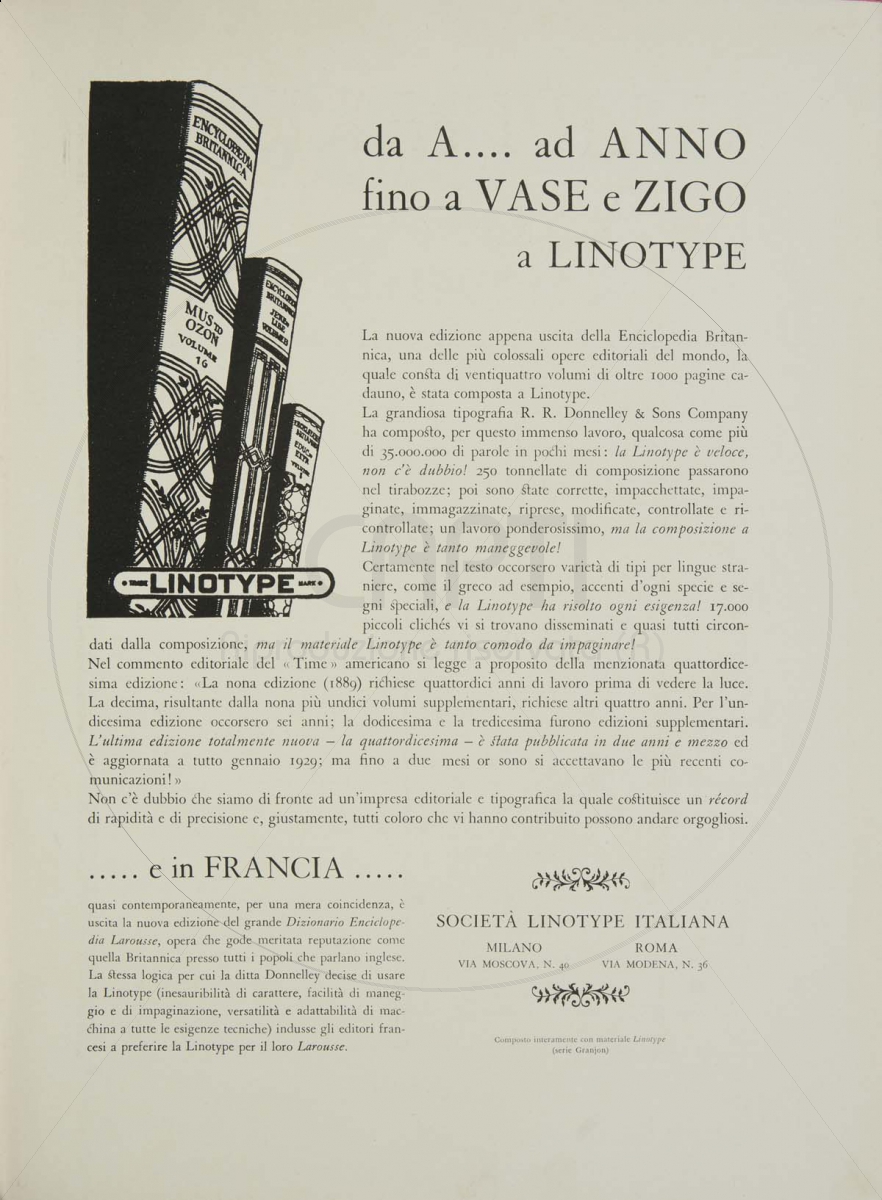 ENCYCLOPÆDIA
BRITANNICA
MUS TO
OZON
VOLUME
16
LINOTYPE
da A.... ad ANNO
fino a VASE e ZIGO
a LINOTYPE
La nuova edizione appena uscita della Enciclopedia Britan-
nica, una delle più colossali opere editoriali del mondo, la
quale consta di ventiquattro volumi di oltre 1000 pagine ca-
dauno, è stata composta a Linotype.
La grandiosa tipografia R. R. Donnelley & Sons Company
ha composto, per questo immenso lavoro, qualcosa come più
di 35.000.000 di parole in pochi mesi: la Linotype è veloce,
non c'è dubbio! 250 tonnellate di composizione passarono
nel tirabozze; poi sono state corrette, impacchettate, impa-
ginate, immagazzinate, riprese, modificate, controllate e ri-
controllate; un lavoro ponderosissimo, ma la composizione a
Linotype è tanto maneggevole!
Certamente nel testo occorsero varietà di tipi per lingue stra-
niere, come il greco ad esempio, accenti d'ogni specie e se-
gni speciali, e la Linotype ha risolto ogni esigenza! 17.000
piccoli clichés vi si trovano disseminati e quasi tutti circon-
dati dalla composizione, ma il materiale Linotype è tanto comodo da impaginare!
Nel commento editoriale del «Time» americano si legge a proposito della menzionata quattordice-
sima edizione: «La nona edizione (1889) richiese quattordici anni di lavoro prima di vedere la luce.
La decima, risultante dalla nona più undici volumi supplementari, richiese altri quattro anni. Per l'un-
dicesima edizione occorsero sei anni; la dodicesima e la tredicesima furono edizioni supplementari.
L'ultima edizione totalmente nuova – la quattordicesima – è stata pubblicata in due anni e mezzo ed
è aggiornata a tutto gennaio 1929; ma fino a due mesi or sono si accettavano le più recenti co-
municazioni!»
Non c'è dubbio che siamo di fronte ad un'impresa editoriale e tipografica la quale costituisce un récord
di rapidità e di precisione e, giustamente, tutti coloro che vi hanno contribuito possono andare orgogliosi.
..... e in FRANCIA .....
quasi contemporaneamente, per una mera coincidenza, è
uscita la nuova edizione del grande Dizionario Enciclope-
dia Larousse, opera che gode meritata reputazione come
quella Britannica presso tutti i popoli che parlano inglese.
La stessa logica per cui la ditta Donnelley decise di usare
la Linotype (inesauribilità di carattere, facilità di maneg-
gio e di impaginazione, versatilità e adattabilità di mac-
china a tutte le esigenze tecniche) indusse gli editori fran-
cesi a preferire la Linotype per il loro Larousse.
SOCIETÀ LINOTYPE ITALIANA
MILANO ROMA
VIA MOSCOVA, N. 40 VIA MODENA, N. 36
Composto interamente con materiale Linotype
(serie Granjon)